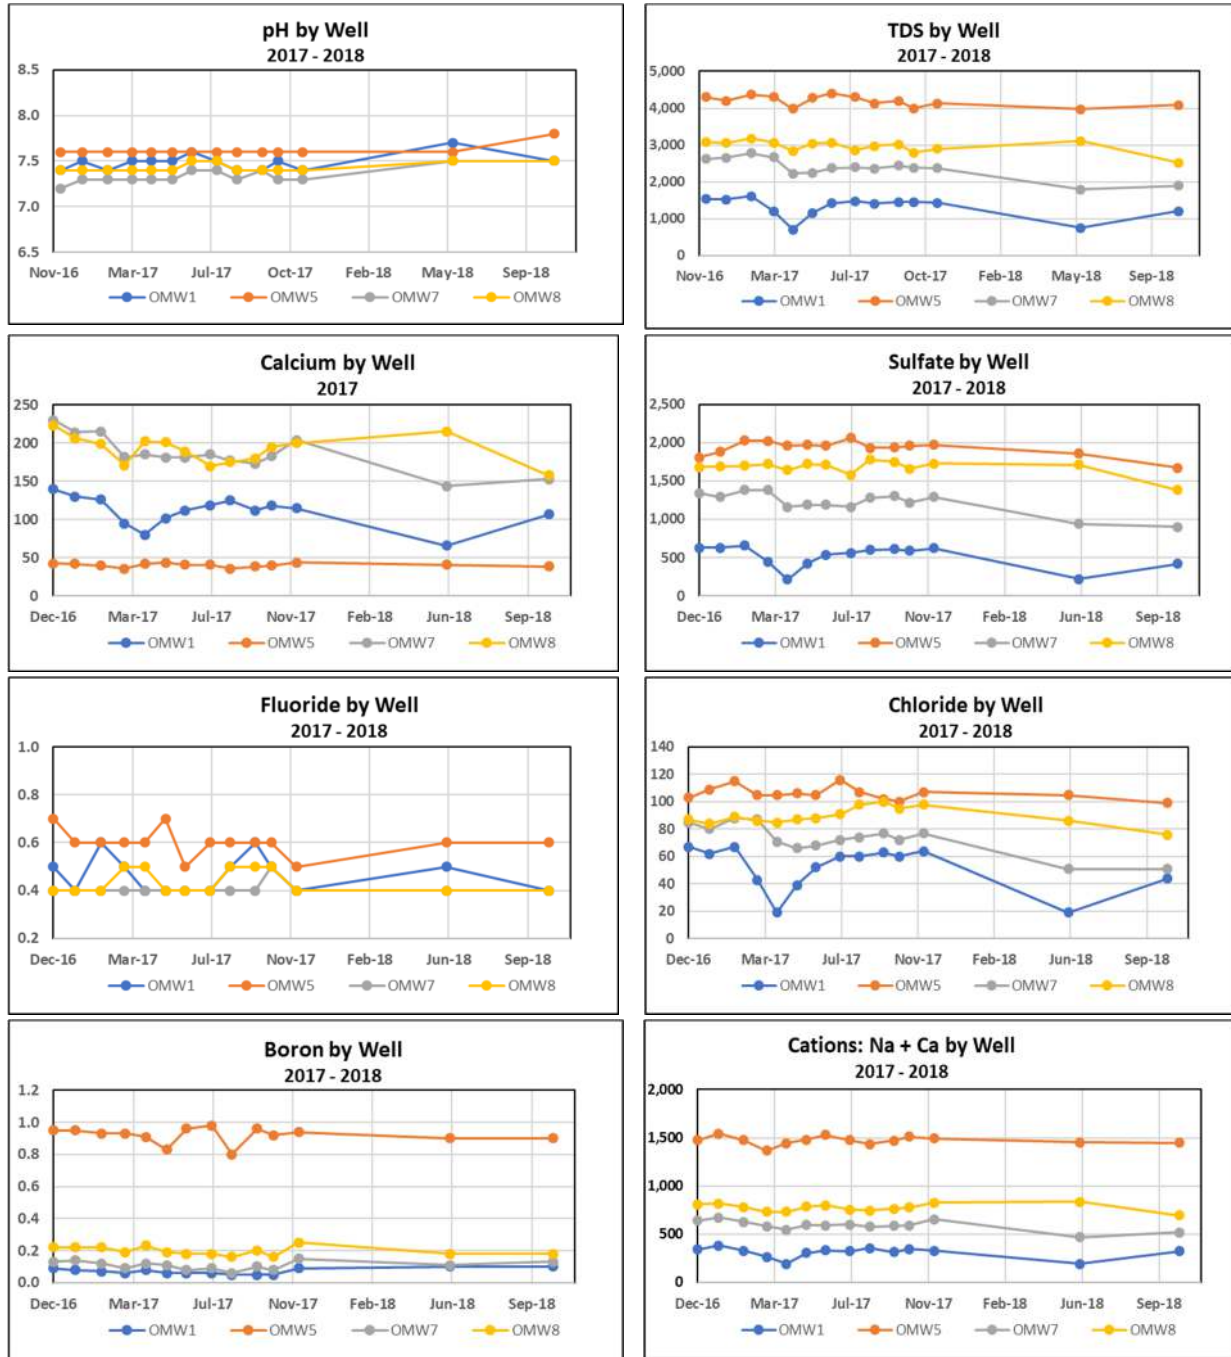 pH by Well
2017 - 2018
8.5
8.0
7.5
7.0
6.5
Nov-16 Mar-17 Jul-17 Oct-17 Feb-18 May-18 Sep-18
OMW1 OMW5 OMW7 OMW8
TDS by Well
2017 - 2018
5,000
4,000
3,000
2,000
1,000
0
Nov-16 Mar-17 Jul-17 Oct-17 Feb-18 May-18 Sep-18
OMW1 OMW5 OMW7 OMW8
Calcium by Well
2017
250
200
150
100
50
0
Dec-16 Mar-17 Jul-17 Nov-17 Feb-18 Jun-18 Sep-18
OMW1 OMW5 OMW7 OMW8
Sulfate by Well
2017 - 2018
2,500
2,000
1,500
1,000
500
0
Dec-16 Mar-17 Jul-17 Nov-17 Feb-18 Jun-18 Sep-18
OMW1 OMW5 OMW7 OMW8
Fluoride by Well
2017 - 2018
1.0
0.8
0.6
0.4
0.2
Dec-16 Mar-17 Jul-17 Nov-17 Feb-18 Jun-18 Sep-18
OMW1 OMW5 OMW7 OMW8
Chloride by Well
2017 - 2018
140
120
100
80
60
40
20
0
Dec-16 Mar-17 Jul-17 Nov-17 Feb-18 Jun-18 Sep-18
OMW1 OMW5 OMW7 OMW8
Boron by Well
2017 - 2018
1.2
1.0
0.8
0.6
0.4
0.2
0.0
Dec-16 Mar-17 Jul-17 Nov-17 Feb-18 Jun-18 Sep-18
OMW1 OMW5 OMW7 OMW8
Cations: Na + Ca by Well
2017 - 2018
2,000
1,500
1,000
500
0
Dec-16 Mar-17 Jul-17 Nov-17 Feb-18 Jun-18 Sep-18
OMW1 OMW5 OMW7 OMW8